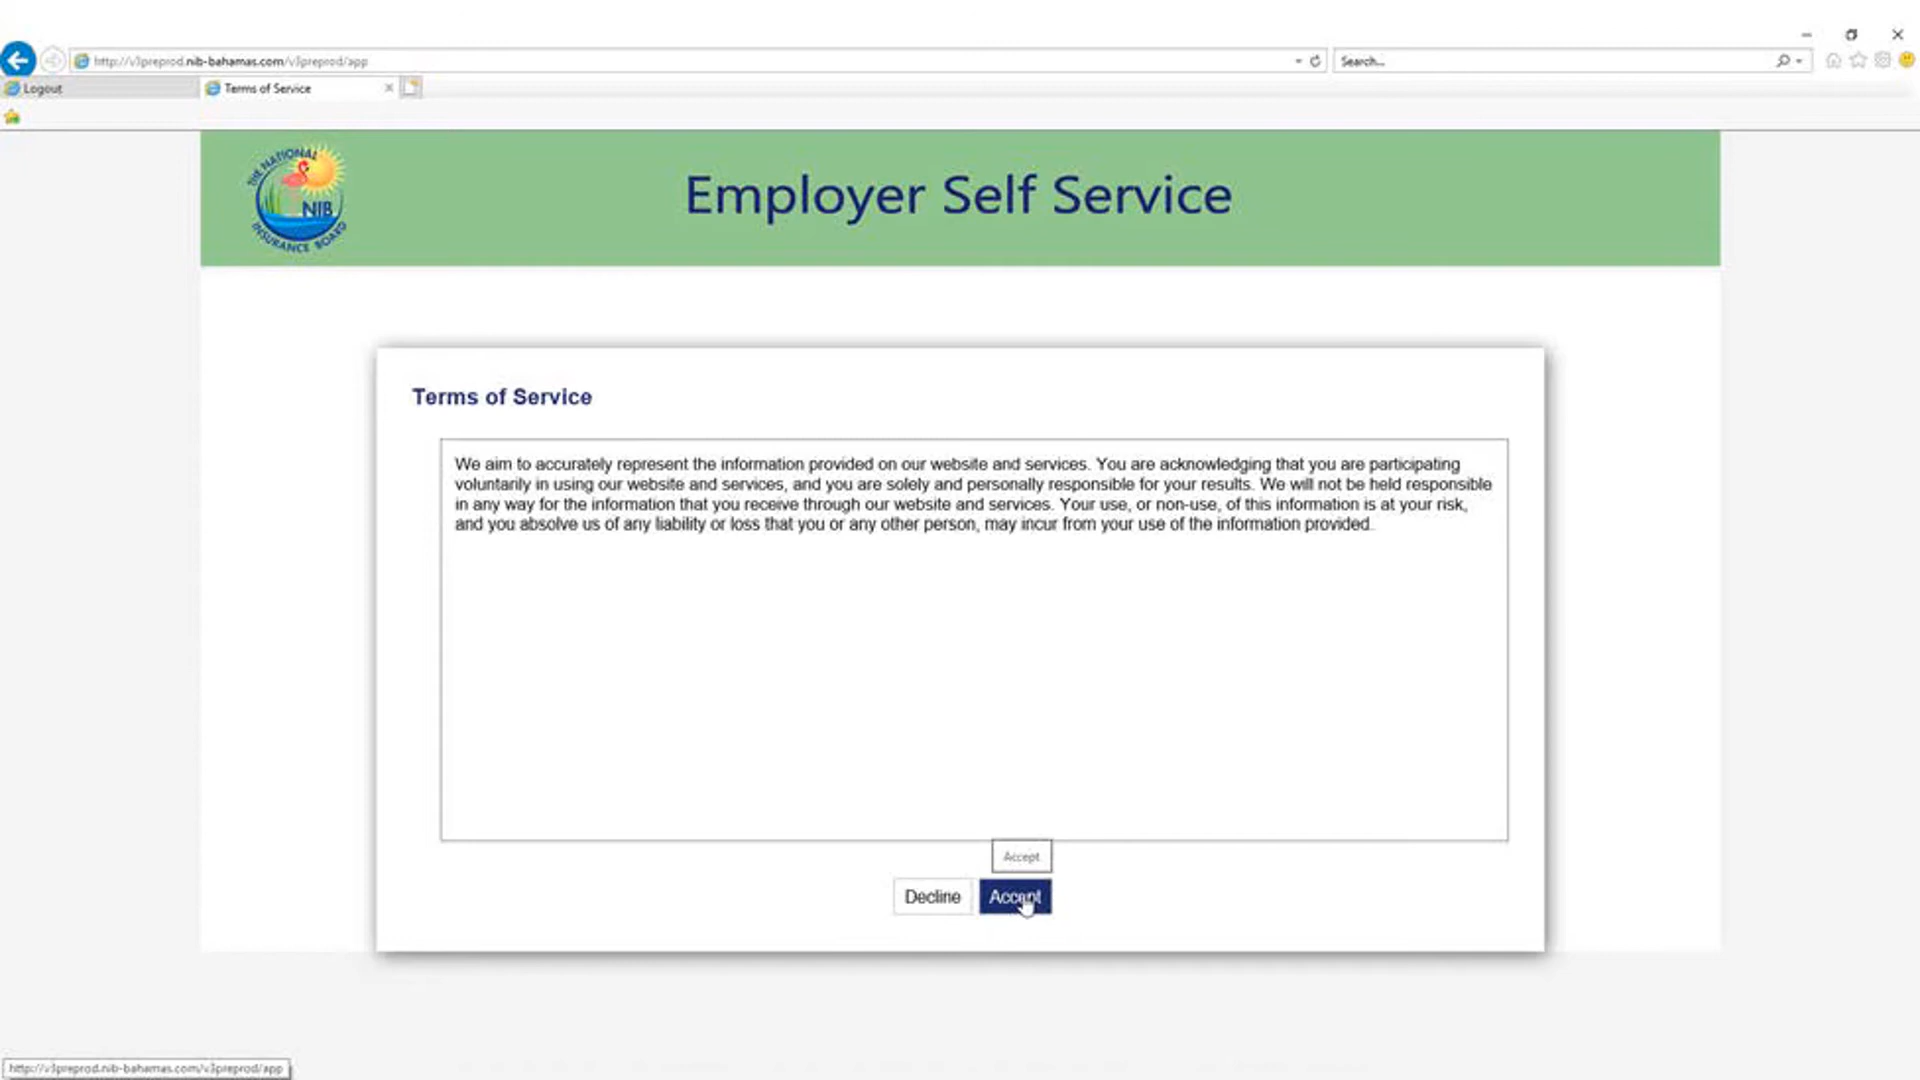 http://v3preprod.nib-bahamas.com/v3preprod/app
Search...
Logout
Terms of Service
THE NATIONAL
NIB
INSURANCE BOARD
Employer Self Service
Terms of Service
We aim to accurately represent the information provided on our website and services. You are acknowledging that you are participating
voluntarily in using our website and services, and you are solely and personally responsible for your results. We will not be held responsible
in any way for the information that you receive through our website and services. Your use, or non-use, of this information is at your risk,
and you absolve us of any liability or loss that you or any other person, may incur from your use of the information provided.
Accept
Decline
Accept
http://v3preprod.nib-bahamas.com/v3preprod/app